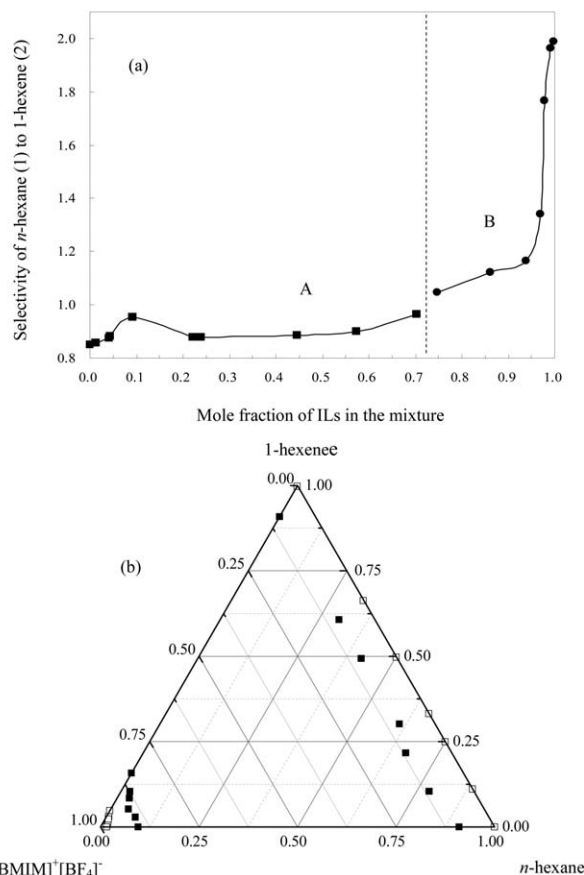 (a)
2.0
1.8
1.6
1.4
1.2
1.0
0.8
A
B
0.0 0.1 0.2 0.3 0.4 0.5 0.6 0.7 0.8 0.9 1.0
Selectivity of n-hexane (1) to 1-hexene (2)
Mole fraction of ILs in the mixture
1-hexenee
0.00 1.00
(b)
0.25 0.75
0.50 0.50
0.75 0.25
1.00 0.00
0.00 0.25 0.50 0.75 1.00
BMIM]+[BF4]- n-hexane